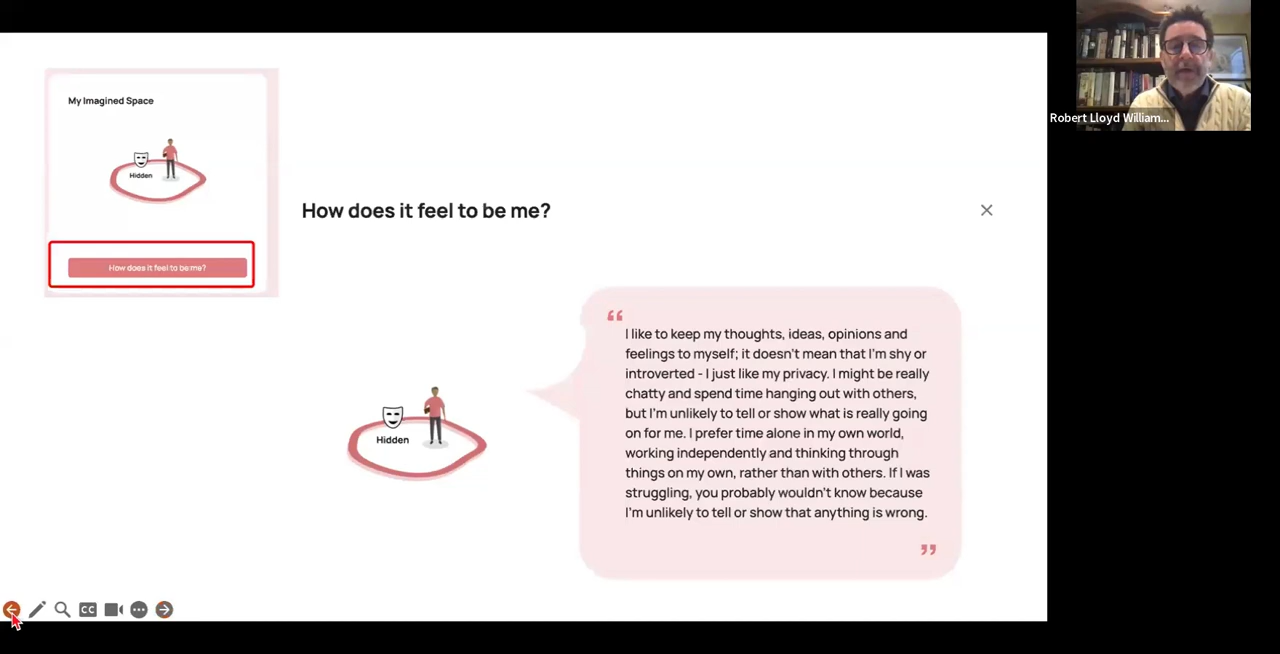 My Imagined Space
Hidden
How does it feel to be me?
How does it feel to be me?
Hidden
“
I like to keep my thoughts, ideas, opinions and
feelings to myself; it doesn't mean that I'm shy or
introverted - I just like my privacy. I might be really
chatty and spend time hanging out with others,
but I'm unlikely to tell or show what is really going
on for me. I prefer time alone in my own world,
working independently and thinking through
things on my own, rather than with others. If I was
struggling, you probably wouldn't know because
I'm unlikely to tell or show that anything is wrong.
”
CC
Robert Lloyd William...